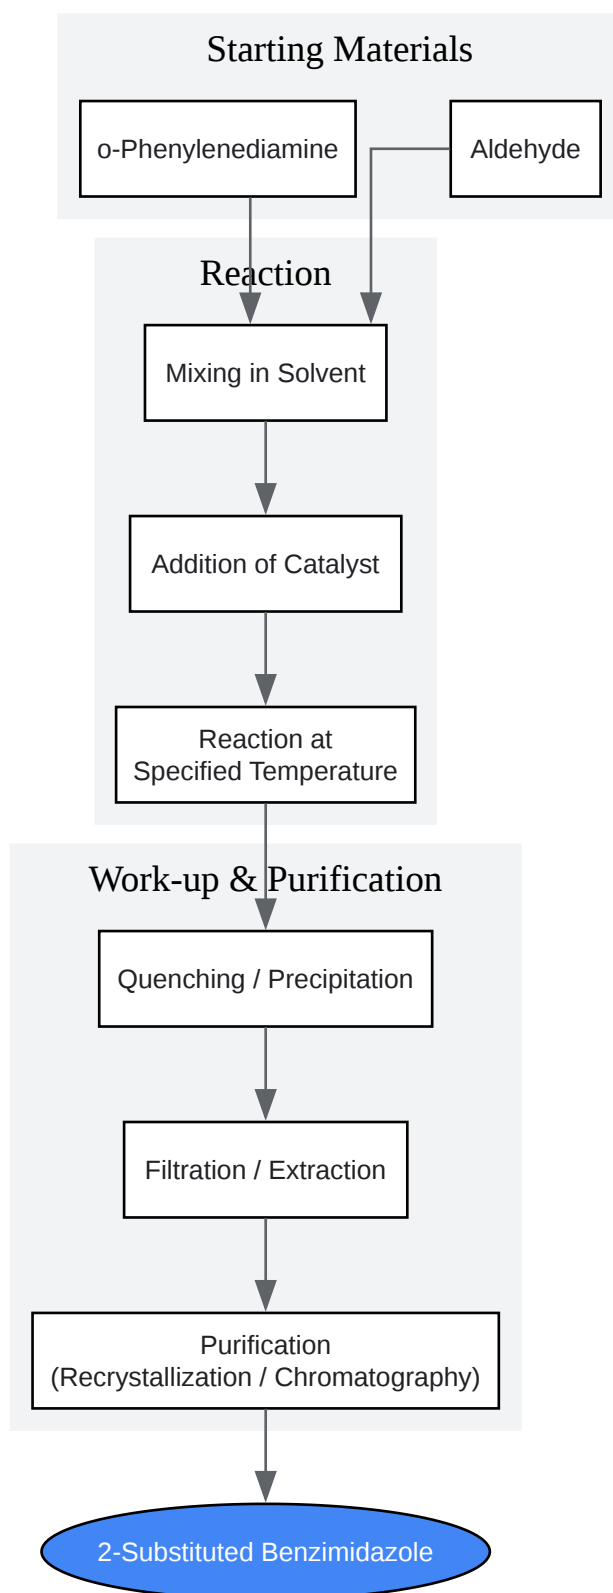 Starting Materials
o-Phenylenediamine
Aldehyde
Reaction
Mixing in Solvent
Addition of Catalyst
Reaction at
Specified Temperature
Work-up & Purification
Quenching / Precipitation
Filtration / Extraction
Purification
(Recrystallization / Chromatography)
2-Substituted Benzimidazole